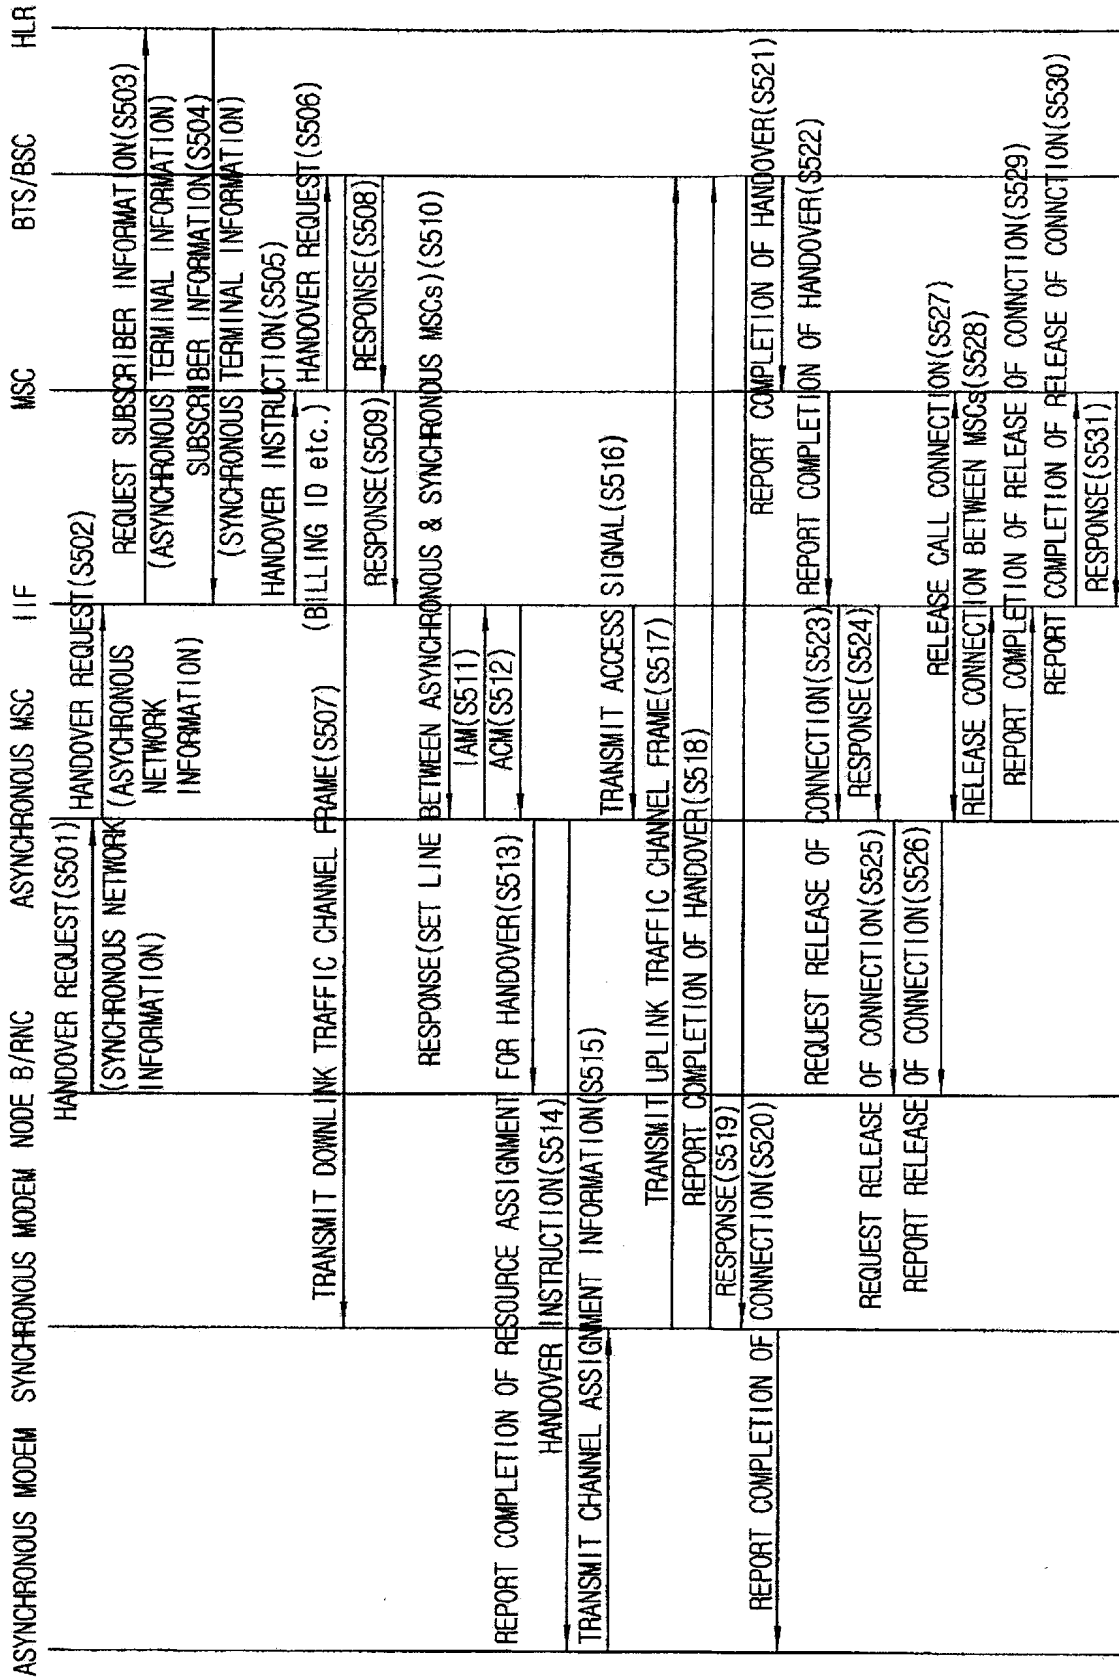 ASYNCHRONOUS MODEM
SYNCHRONOUS MODEM
NODE B/RNC
ASYNCHRONOUS MSC
IIF
MSC
BTS/BSC
HLR
HANDOVER REQUEST(S501)
(SYNCHRONOUS NETWORK
INFORMATION)
HANDOVER REQUEST(S502)
(ASYCHRONOUS
NETWORK
INFORMATION)
REQUEST SUBSCRIBER INFORMATION(S503)
(ASYNCHRONOUS TERMINAL INFORMATION)
SUBSCRIBER INFORMATION(S504)
(SYNCHRONOUS TERMINAL INFORMATION)
HANDOVER INSTRUCTION(S505)
(BILLING ID etc.)
HANDOVER REQUEST(S506)
TRANSMIT DOWNLINK TRAFFIC CHANNEL FRAME(S507)
RESPONSE(S508)
RESPONSE(S509)
RESPONSE(SET LINE BETWEEN ASYNCHRONOUS & SYNCHRONOUS MSCs)(S510)
IAM(S511)
ACM(S512)
REPORT COMPLETION OF RESOURCE ASSIGNMENT FOR HANDOVER(S513)
HANDOVER INSTRUCTION(S514)
TRANSMIT CHANNEL ASSIGNMENT INFORMATION(S515)
TRANSMIT ACCESS SIGNAL(S516)
TRANSMIT UPLINK TRAFFIC CHANNEL FRAME(S517)
REPORT COMPLETION OF HANDOVER(S518)
RESPONSE(S519)
REPORT COMPLETION OF CONNECTION(S520)
REPORT COMPLETION OF HANDOVER(S521)
REPORT COMPLETION OF HANDOVER(S522)
REQUEST RELEASE OF CONNECTION(S523)
RESPONSE(S524)
REQUEST RELEASE OF CONNECTION(S525)
REPORT RELEASE OF CONNECTION(S526)
RELEASE CALL CONNECTION(S527)
RELEASE CONNECTION BETWEEN MSCs(S528)
REPORT COMPLETION OF RELEASE OF CONNCTION(S529)
REPORT COMPLETION OF RELEASE OF CONNCTION(S530)
RESPONSE(S531)